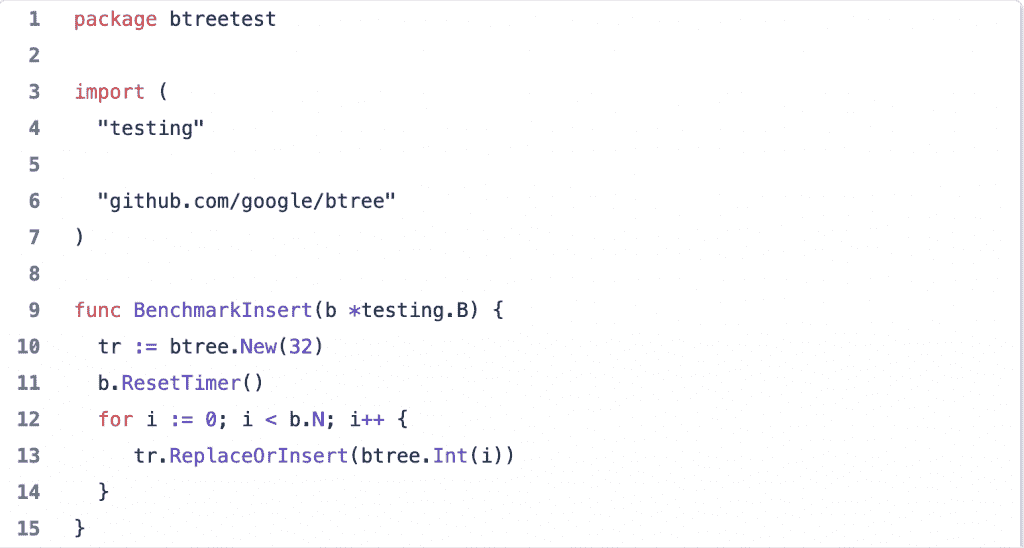 1 package btreetest
2
3 import (
4   "testing"
5
6   "github.com/google/btree"
7 )
8
9 func BenchmarkInsert(b *testing.B) {
10   tr := btree.New(32)
11   b.ResetTimer()
12   for i := 0; i < b.N; i++ {
13      tr.ReplaceOrInsert(btree.Int(i))
14   }
15 }